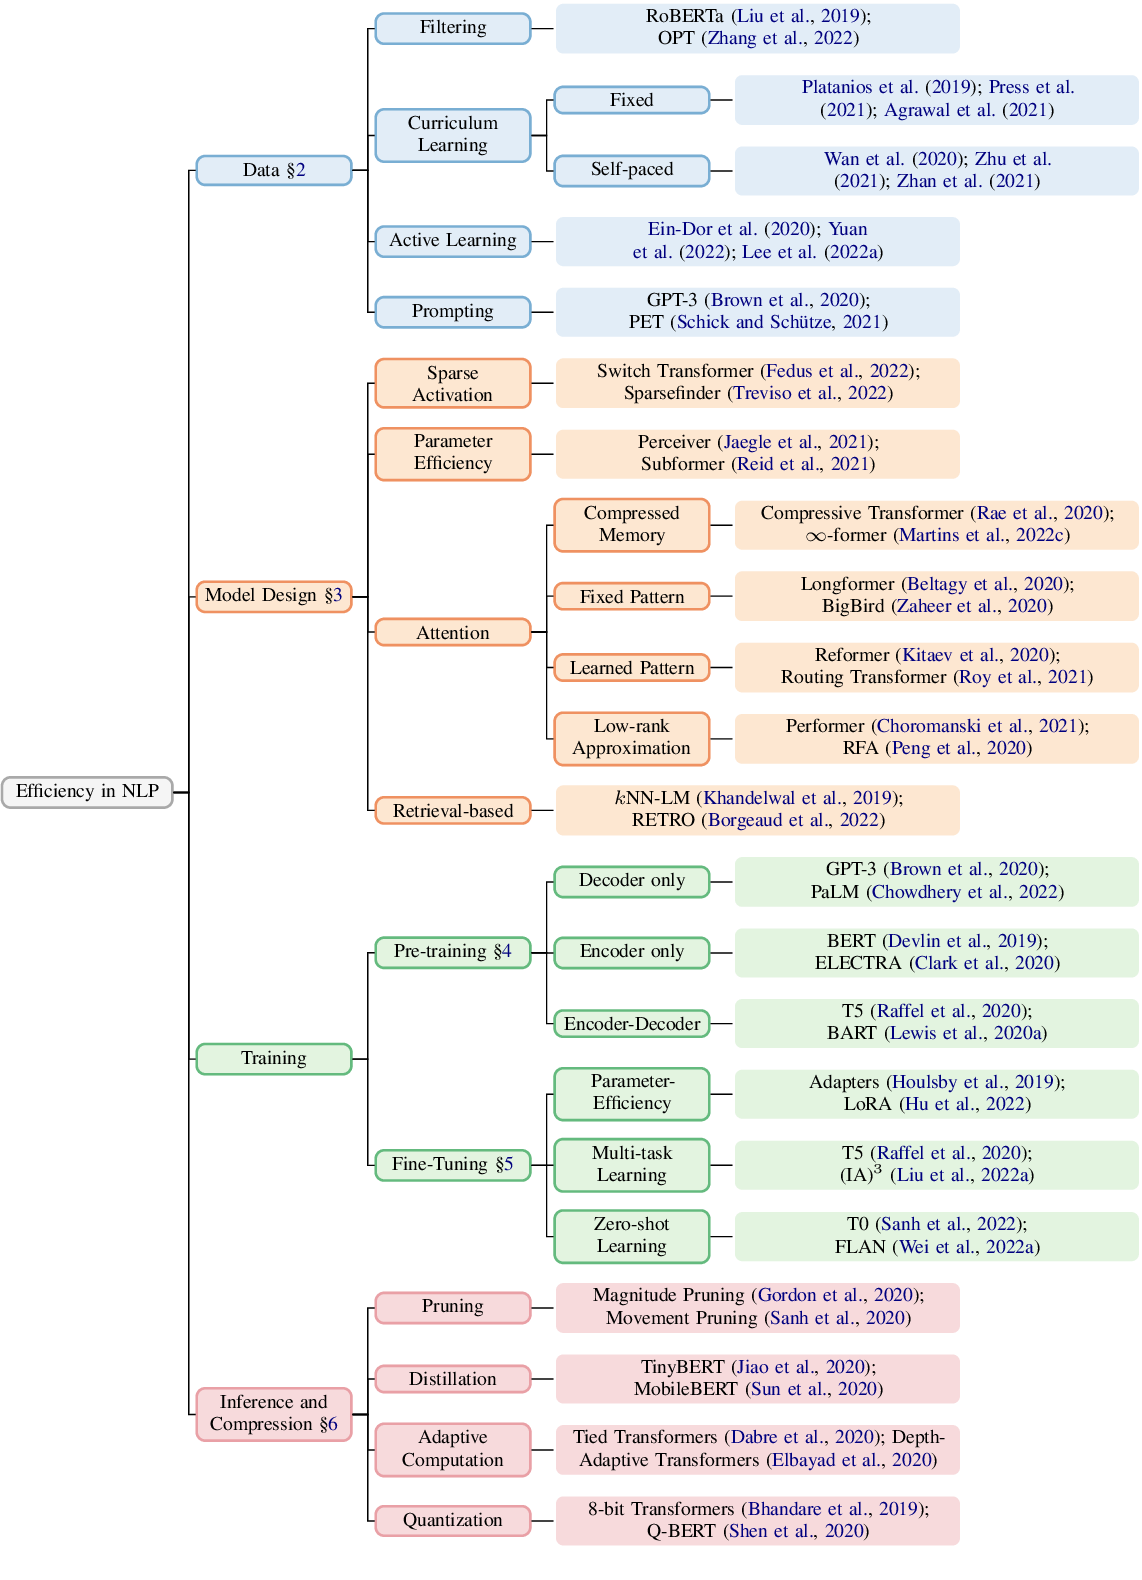 Filtering
RoBERTa (Liu et al., 2019);
OPT (Zhang et al., 2022)
Curriculum
Learning
Fixed
Platanios et al. (2019); Press et al.
(2021); Agrawal et al. (2021)
Self-paced
Wan et al. (2020); Zhu et al.
(2021); Zhan et al. (2021)
Data §2
Active Learning
Ein-Dor et al. (2020); Yuan
et al. (2022); Lee et al. (2022a)
Prompting
GPT-3 (Brown et al., 2020);
PET (Schick and Schütze, 2021)
Sparse
Activation
Switch Transformer (Fedus et al., 2022);
Sparsefinder (Treviso et al., 2022)
Parameter
Efficiency
Perceiver (Jaegle et al., 2021);
Subformer (Reid et al., 2021)
Compressed
Memory
Compressive Transformer (Rae et al., 2020);
∞-former (Martins et al., 2022c)
Model Design §3
Fixed Pattern
Longformer (Beltagy et al., 2020);
BigBird (Zaheer et al., 2020)
Attention
Learned Pattern
Reformer (Kitaev et al., 2020);
Routing Transformer (Roy et al., 2021)
Low-rank
Approximation
Performer (Choromanski et al., 2021);
RFA (Peng et al., 2020)
Efficiency in NLP
Retrieval-based
kNN-LM (Khandelwal et al., 2019);
RETRO (Borgeaud et al., 2022)
Decoder only
GPT-3 (Brown et al., 2020);
PaLM (Chowdhery et al., 2022)
Pre-training §4
Encoder only
BERT (Devlin et al., 2019);
ELECTRA (Clark et al., 2020)
Encoder-Decoder
T5 (Raffel et al., 2020);
BART (Lewis et al., 2020a)
Training
Parameter-
Efficiency
Adapters (Houlsby et al., 2019);
LoRA (Hu et al., 2022)
Fine-Tuning §5
Multi-task
Learning
T5 (Raffel et al., 2020);
(IA)³ (Liu et al., 2022a)
Zero-shot
Learning
T0 (Sanh et al., 2022);
FLAN (Wei et al., 2022a)
Pruning
Magnitude Pruning (Gordon et al., 2020);
Movement Pruning (Sanh et al., 2020)
Distillation
TinyBERT (Jiao et al., 2020);
MobileBERT (Sun et al., 2020)
Inference and
Compression §6
Adaptive
Computation
Tied Transformers (Dabre et al., 2020); Depth-
Adaptive Transformers (Elbayad et al., 2020)
Quantization
8-bit Transformers (Bhandare et al., 2019);
Q-BERT (Shen et al., 2020)